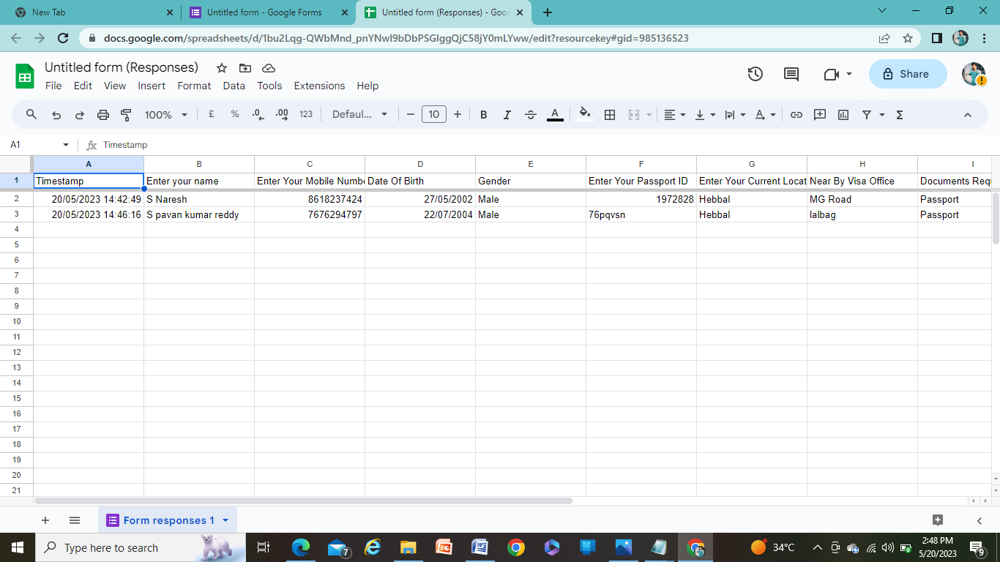 New Tab
Untitled form - Google Forms
Untitled form (Responses) - Goo
docs.google.com/spreadsheets/d/1bu2Lqg-QWbMnd_pnYNwI9bDbPSGIggQjC58jY0mLYww/edit?resourcekey#gid=985136523
Untitled form (Responses)
File Edit View Insert Format Data Tools Extensions Help
Share
100% £ % .0 .00 123 Defaul... 10 B I S A
A1 fx Timestamp
A B C D E F G H I
1 Timestamp Enter your name Enter Your Mobile Numbe Date Of Birth Gender Enter Your Passport ID Enter Your Current Locat Near By Visa Office Documents Requ
2 20/05/2023 14:42:49 S Naresh 8618237424 27/05/2002 Male 1972828 Hebbal MG Road Passport
3 20/05/2023 14:46:16 S pavan kumar reddy 7676294797 22/07/2004 Male 76pqvsn Hebbal lalbag Passport
4
5
6
7
8
9
10
11
12
13
14
15
16
17
18
19
20
21
Form responses 1
Type here to search
7
34°C
2:48 PM
5/20/2023
9